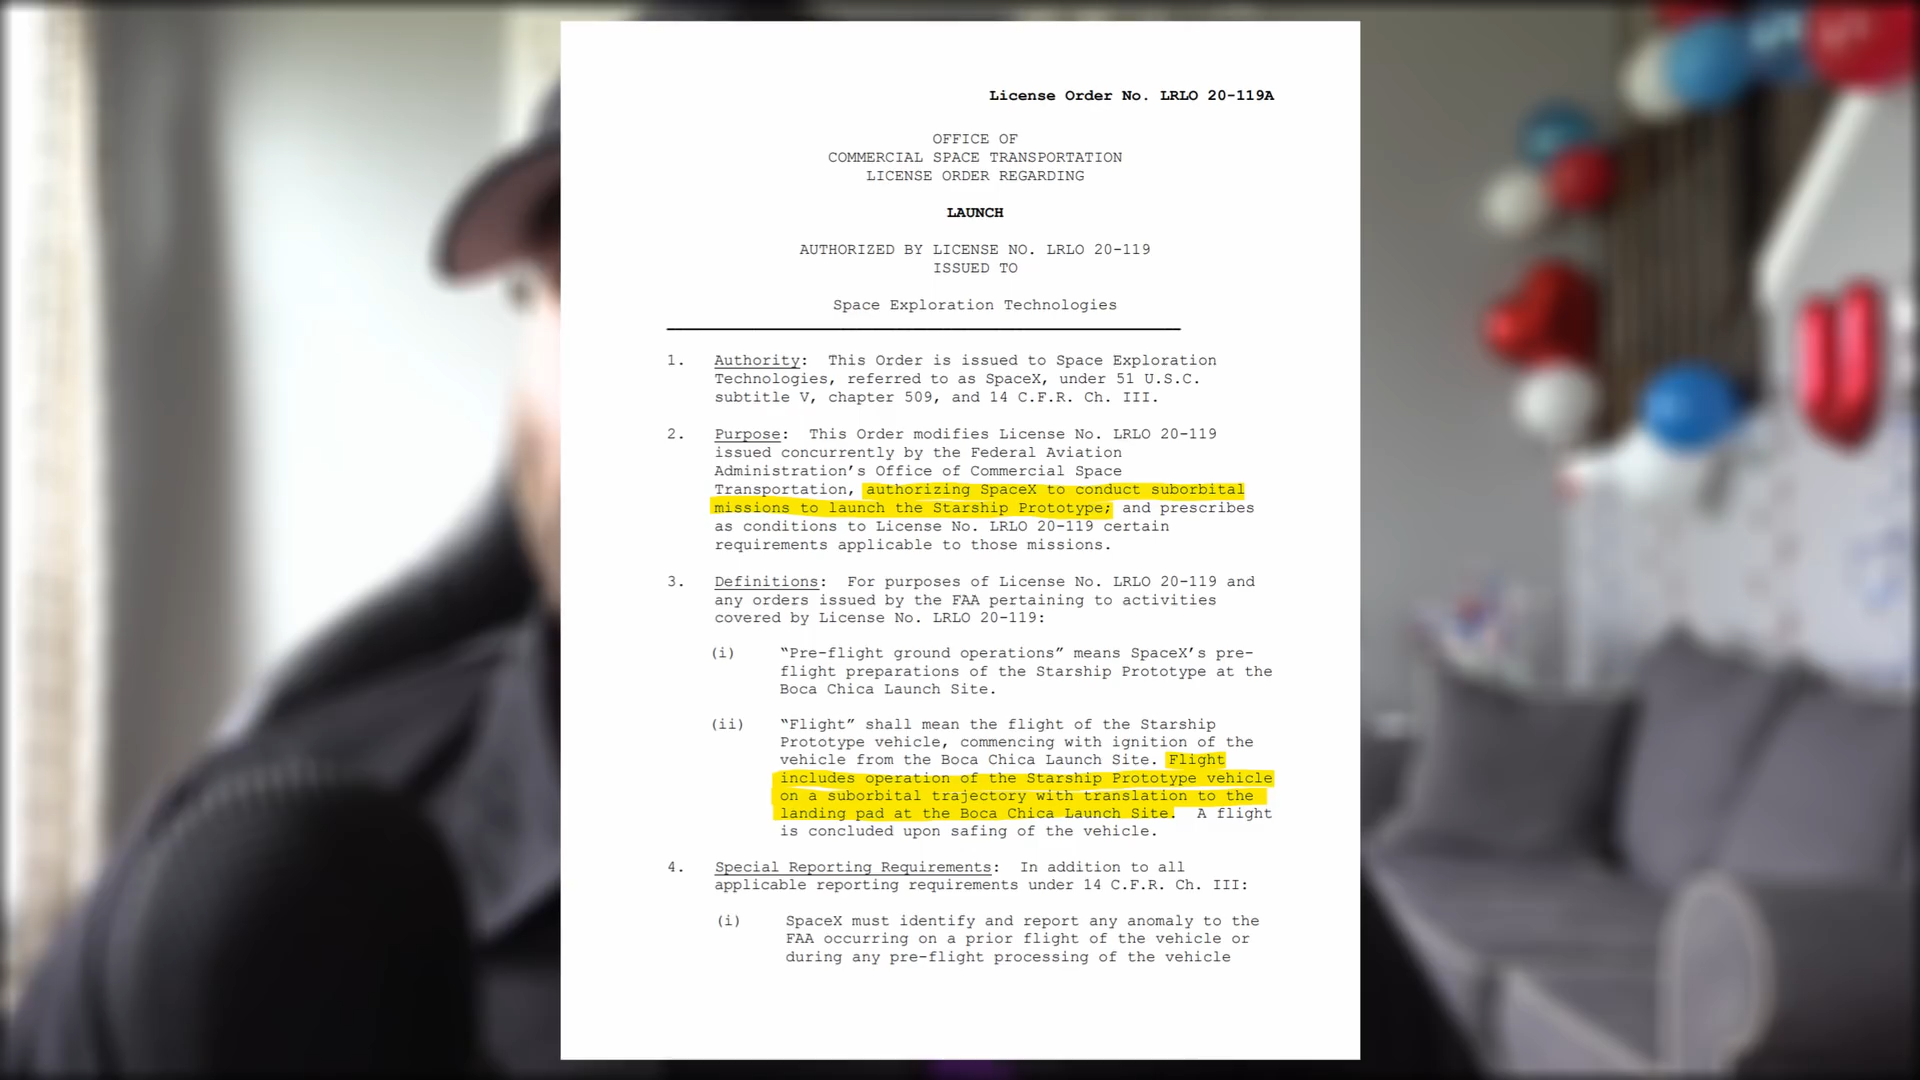 License Order No. LRLO 20-119A
OFFICE OF
COMMERCIAL SPACE TRANSPORTATION
LICENSE ORDER REGARDING
LAUNCH
AUTHORIZED BY LICENSE NO. LRLO 20-119
ISSUED TO
Space Exploration Technologies
1. Authority: This Order is issued to Space Exploration
Technologies, referred to as SpaceX, under 51 U.S.C.
subtitle V, chapter 509, and 14 C.F.R. Ch. III.
2. Purpose: This Order modifies License No. LRLO 20-119
issued concurrently by the Federal Aviation
Administration’s Office of Commercial Space
Transportation, authorizing SpaceX to conduct suborbital
missions to launch the Starship Prototype; and prescribes
as conditions to License No. LRLO 20-119 certain
requirements applicable to those missions.
3. Definitions: For purposes of License No. LRLO 20-119 and
any orders issued by the FAA pertaining to activities
covered by License No. LRLO 20-119:
(i) “Pre-flight ground operations” means SpaceX’s pre-
flight preparations of the Starship Prototype at the
Boca Chica Launch Site.
(ii) “Flight” shall mean the flight of the Starship
Prototype vehicle, commencing with ignition of the
vehicle from the Boca Chica Launch Site. Flight
includes operation of the Starship Prototype vehicle
on a suborbital trajectory with translation to the
landing pad at the Boca Chica Launch Site. A flight
is concluded upon safing of the vehicle.
4. Special Reporting Requirements: In addition to all
applicable reporting requirements under 14 C.F.R. Ch. III:
(i) SpaceX must identify and report any anomaly to the
FAA occurring on a prior flight of the vehicle or
during any pre-flight processing of the vehicle